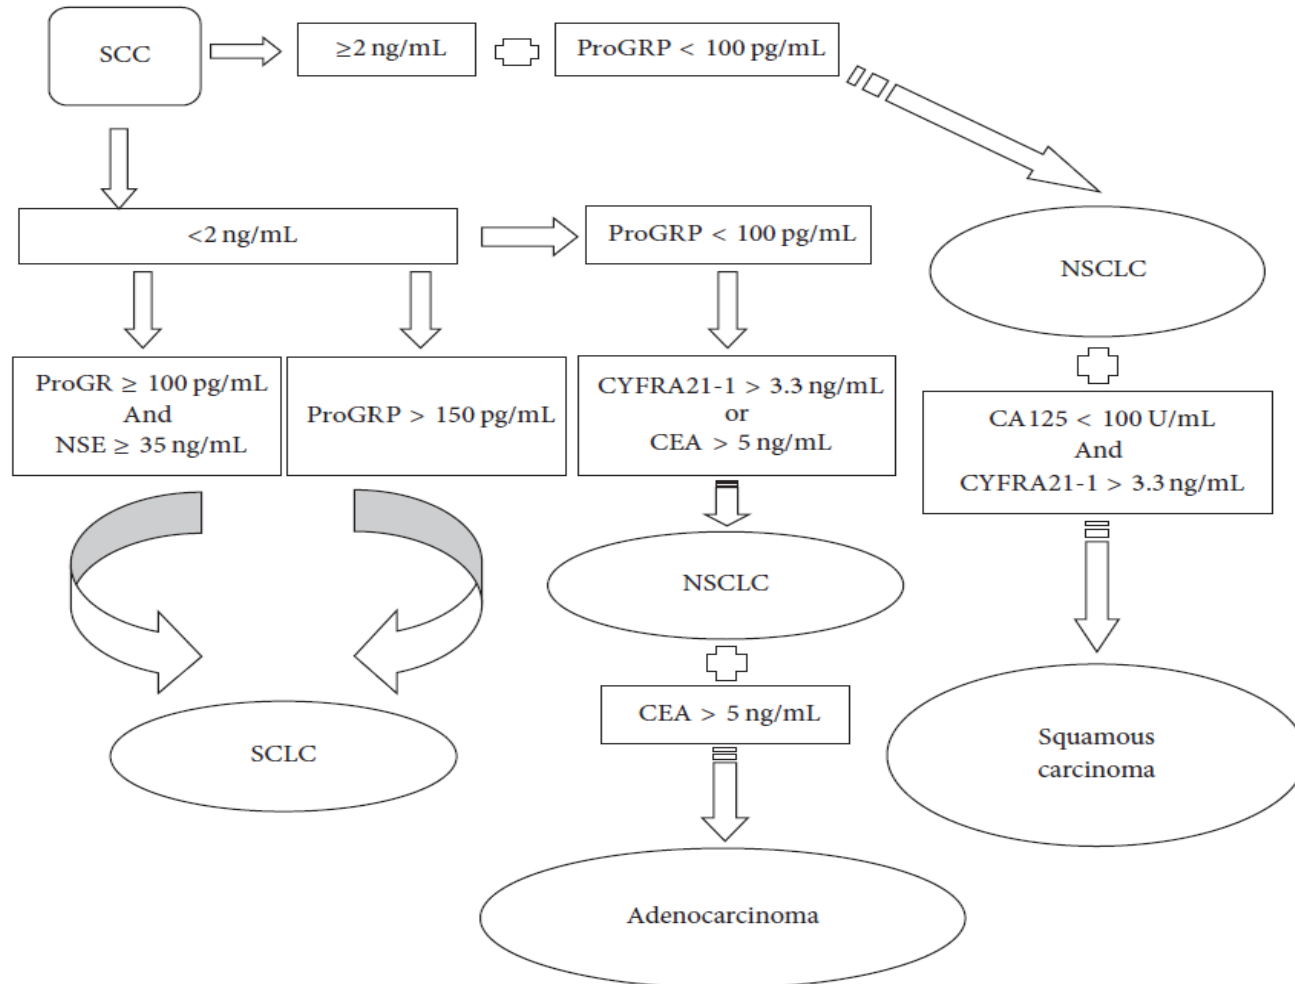 SCC
≥2 ng/mL
ProGRP < 100 pg/mL
<2 ng/mL
ProGRP < 100 pg/mL
NSCLC
ProGR ≥ 100 pg/mL
And
NSE ≥ 35 ng/mL
ProGRP > 150 pg/mL
CYFRA21-1 > 3.3 ng/mL
or
CEA > 5 ng/mL
CA125 < 100 U/mL
And
CYFRA21-1 > 3.3 ng/mL
NSCLC
SCLC
CEA > 5 ng/mL
Squamous
carcinoma
Adenocarcinoma